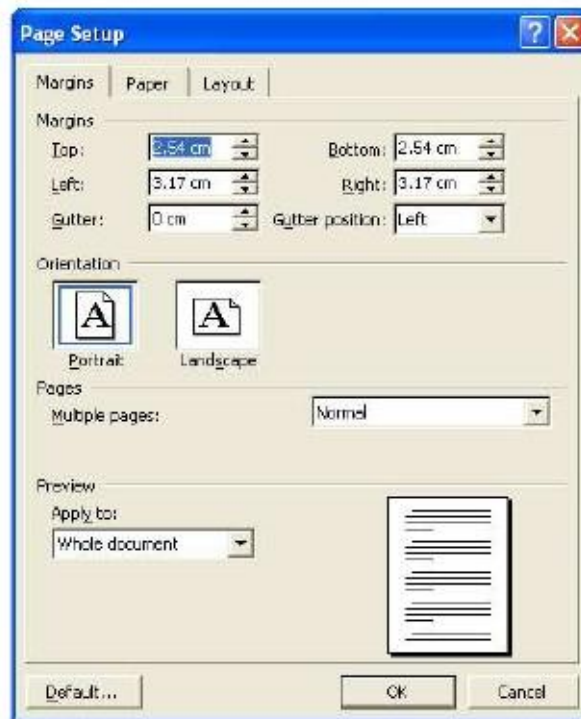 Page Setup
Margins Paper Layout
Margins
Top: 2.54 cm Bottom: 2.54 cm
Left: 3.17 cm Right: 3.17 cm
Gutter: 0 cm Gutter position: Left
Orientation
A A
Portrait Landscape
Pages
Multiple pages: Normal
Preview
Apply to:
Whole document
Default... OK Cancel